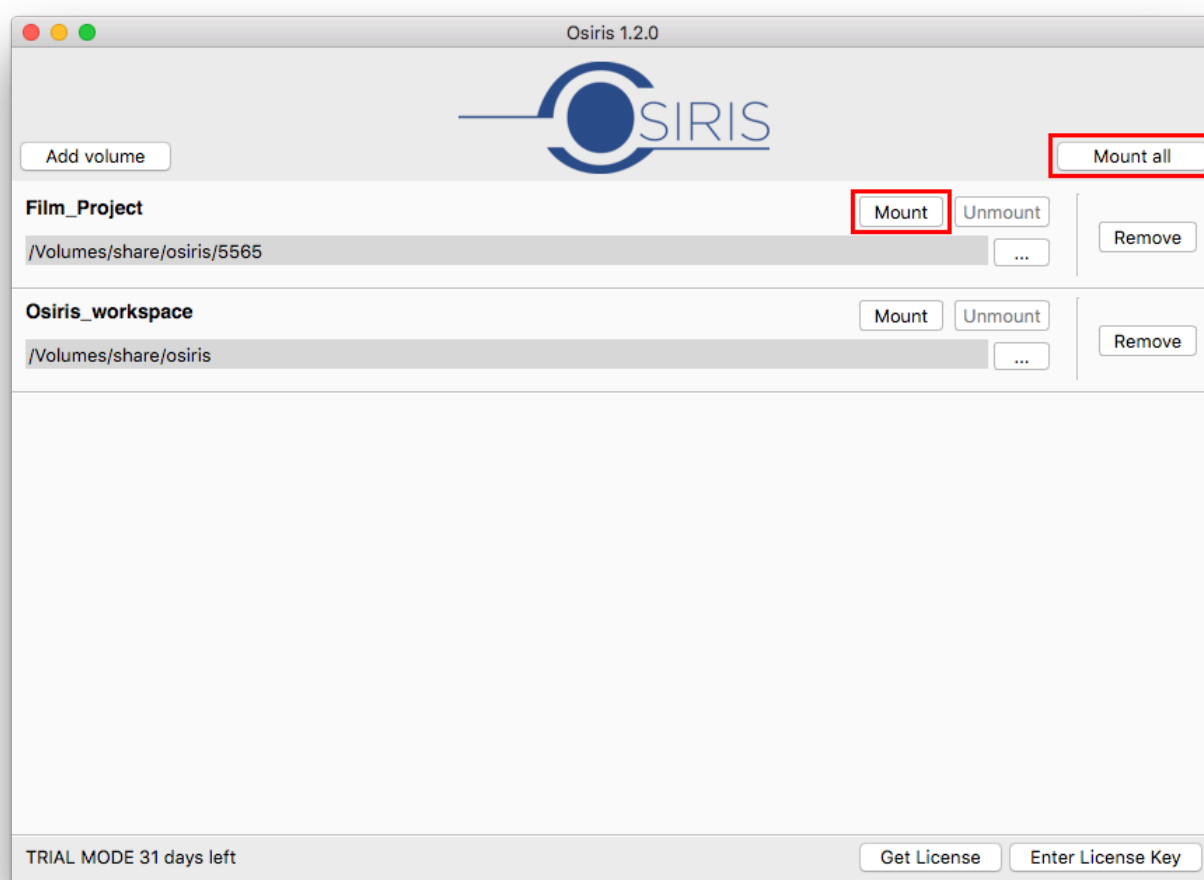 Osiris 1.2.0
OSIRIS
Add volume
Mount all
Film_Project
Mount
Unmount
/Volumes/share/osiris/5565
...
Remove
Osiris_workspace
Mount
Unmount
/Volumes/share/osiris
...
Remove
TRIAL MODE 31 days left
Get License
Enter License Key